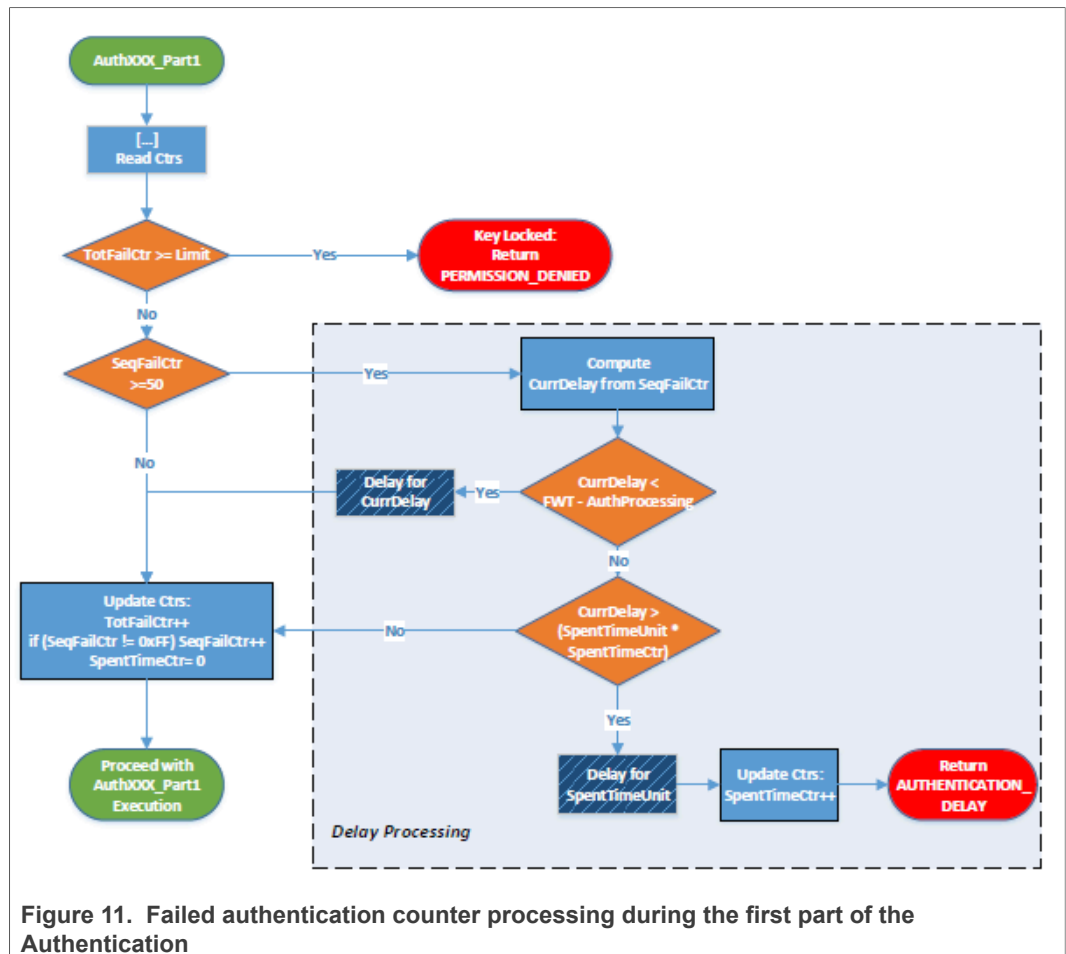 AuthXXX_Part1
[...]
Read Ctrs
TotFailCtr >= Limit
Yes
Key Locked:
Return
PERMISSION_DENIED
No
SeqFailCtr
>=50
Yes
Compute
CurrDelay from SeqFailCtr
No
Delay for
CurrDelay
Yes
CurrDelay <
FWT - AuthProcessing
No
Update Ctrs:
TotFailCtr++
if (SeqFailCtr != 0xFF) SeqFailCtr++
SpentTimeCtr= 0
No
CurrDelay >
(SpentTimeUnit *
SpentTimeCtr)
Yes
Proceed with
AuthXXX_Part1
Execution
Delay for
SpentTimeUnit
Update Ctrs:
SpentTimeCtr++
Return
AUTHENTICATION_
DELAY
Delay Processing
Figure 11. Failed authentication counter processing during the first part of the
Authentication